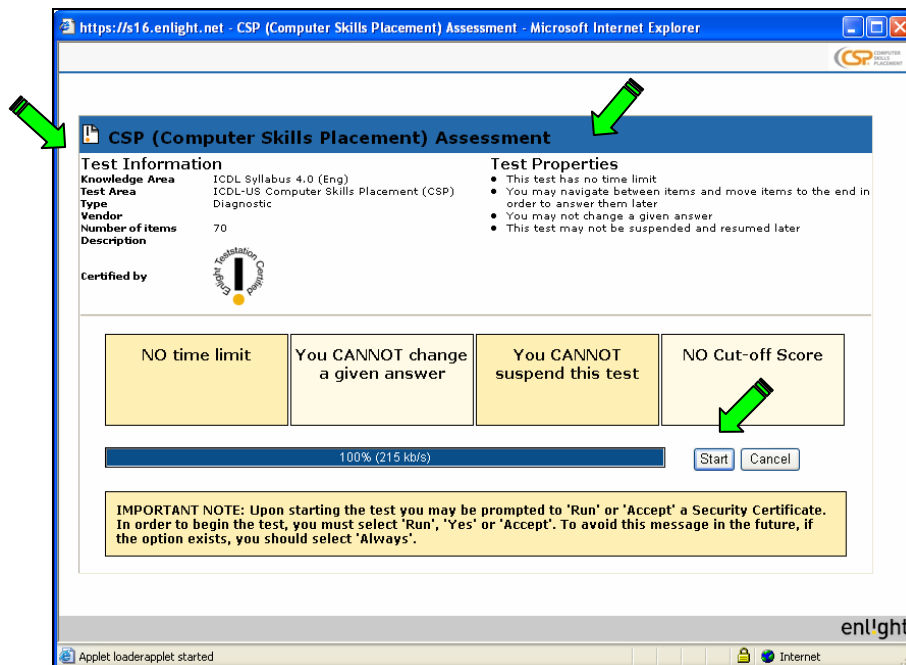 https://s16.enlight.net - CSP (Computer Skills Placement) Assessment - Microsoft Internet Explorer
CSP COMPUTER SKILLS PLACEMENT
CSP (Computer Skills Placement) Assessment
Test Information
Knowledge Area ICDL Syllabus 4.0 (Eng)
Test Area ICDL-US Computer Skills Placement (CSP)
Type Diagnostic
Vendor
Number of items 70
Description
Certified by
Enlight Teststation Certified
Test Properties
• This test has no time limit
• You may navigate between items and move items to the end in
order to answer them later
• You may not change a given answer
• This test may not be suspended and resumed later
NO time limit
You CANNOT change
a given answer
You CANNOT
suspend this test
NO Cut-off Score
100% (215 kb/s)
Start Cancel
IMPORTANT NOTE: Upon starting the test you may be prompted to 'Run' or 'Accept' a Security Certificate.
In order to begin the test, you must select 'Run', 'Yes' or 'Accept'. To avoid this message in the future, if
the option exists, you should select 'Always'.
enl!ght
Applet loaderapplet started
Internet